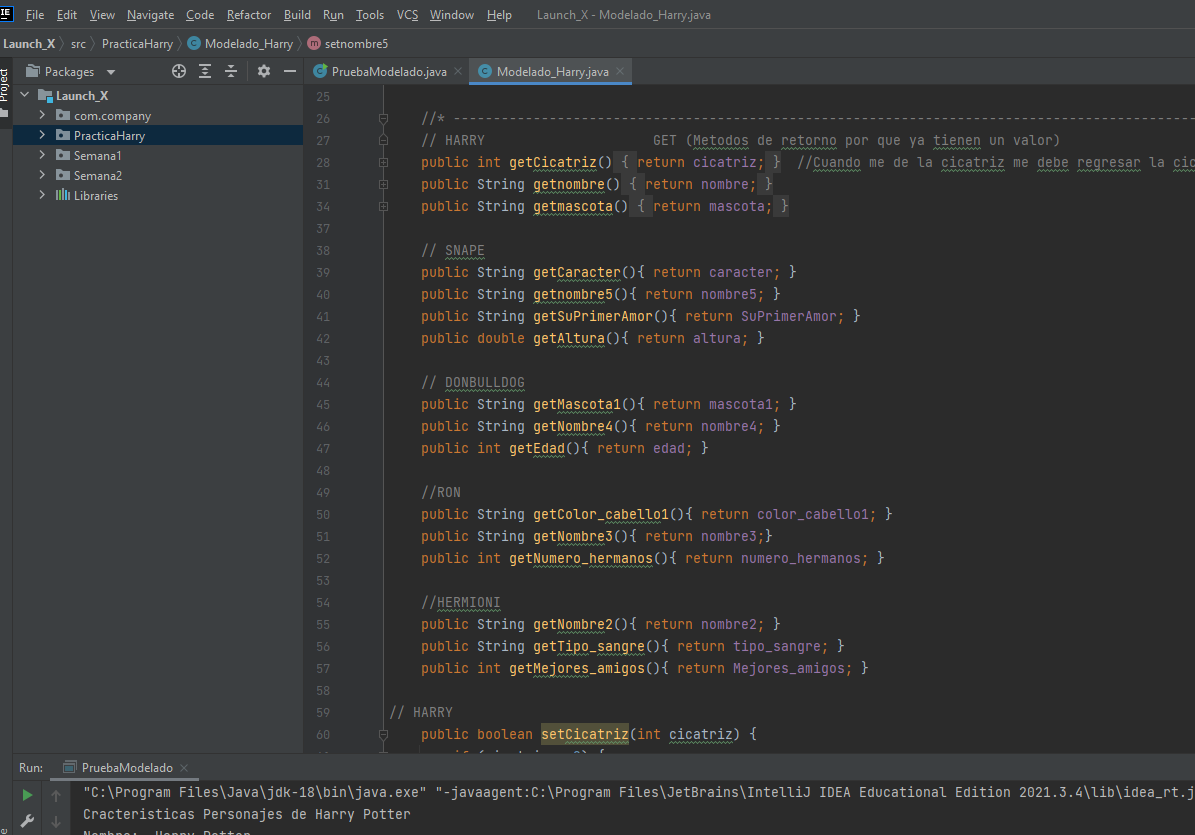 IE File Edit View Navigate Code Refactor Build Run Tools VCS Window Help Launch_X - Modelado_Harry.java
Launch_X src PracticaHarry Modelado_Harry setnombre5
Project
Packages
PruebaModelado.java
Modelado_Harry.java
Launch_X
com.company
PracticaHarry
Semana1
Semana2
Libraries
25
26 //* ------------------------------------------------------------------------------------------
27 // HARRY GET (Metodos de retorno por que ya tienen un valor)
28 public int getCicatriz() { return cicatriz; } //Cuando me de la cicatriz me debe regresar la cic
31 public String getnombre() { return nombre; }
34 public String getmascota() { return mascota; }
37
38 // SNAPE
39 public String getCaracter(){ return caracter; }
40 public String getnombre5(){ return nombre5; }
41 public String getSuPrimerAmor(){ return SuPrimerAmor; }
42 public double getAltura(){ return altura; }
43
44 // DONBULLDOG
45 public String getMascota1(){ return mascota1; }
46 public String getNombre4(){ return nombre4; }
47 public int getEdad(){ return edad; }
48
49 //RON
50 public String getColor_cabello1(){ return color_cabello1; }
51 public String getNombre3(){ return nombre3;}
52 public int getNumero_hermanos(){ return numero_hermanos; }
53
54 //HERMIONI
55 public String getNombre2(){ return nombre2; }
56 public String getTipo_sangre(){ return tipo_sangre; }
57 public int getMejores_amigos(){ return Mejores_amigos; }
58
59 // HARRY
60 public boolean setCicatriz(int cicatriz) {
Run: PruebaModelado
"C:\Program Files\Java\jdk-18\bin\java.exe" "-javaagent:C:\Program Files\JetBrains\IntelliJ IDEA Educational Edition 2021.3.4\lib\idea_rt.j
Cracteristicas Personajes de Harry Potter
Nombre: Harry Potter